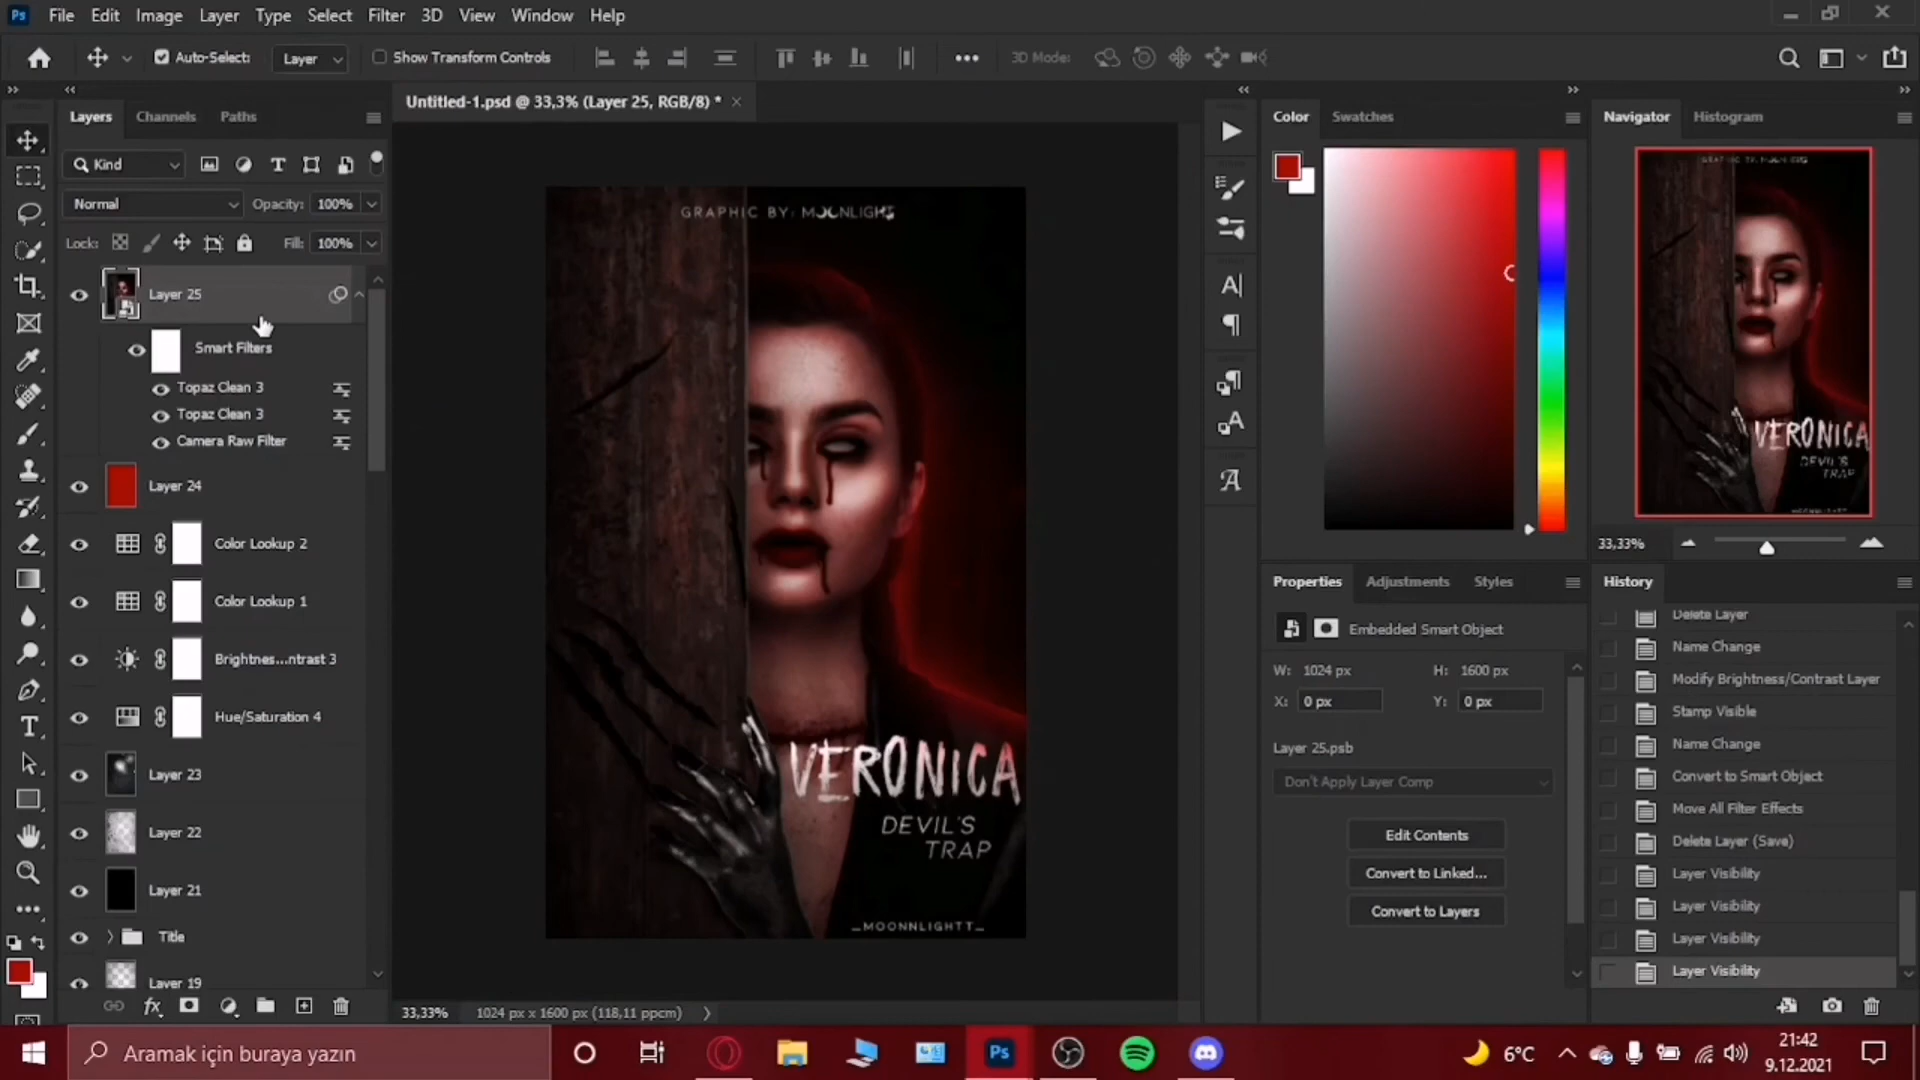 Ps File Edit Image Layer Type Select Filter 3D View Window Help
Auto-Select: Layer Show Transform Controls 3D Mode:
Untitled-1.psd @ 33,3% (Layer 25, RGB/8) *
Layers Channels Paths
Kind
Normal Opacity: 100%
Lock: Fill: 100%
Layer 25
Smart Filters
Topaz Clean 3
Topaz Clean 3
Camera Raw Filter
Layer 24
Color Lookup 2
Color Lookup 1
Brightnes...ntrast 3
Hue/Saturation 4
Layer 23
Layer 22
Layer 21
Title
Layer 19
GRAPHIC BY: MOONLIGHT
VERONICA
DEVIL'S
TRAP
_MOONNLIGHTT_
33,33% 1024 px x 1600 px (118,11 ppcm)
Color Swatches
Navigator Histogram
VERONICA
DEVIL'S
TRAP
33,33%
Properties Adjustments Styles
Embedded Smart Object
W: 1024 px H: 1600 px
X: 0 px Y: 0 px
Layer 25.psb
Don't Apply Layer Comp
Edit Contents
Convert to Linked...
Convert to Layers
History
Delete Layer
Name Change
Modify Brightness/Contrast Layer
Stamp Visible
Name Change
Convert to Smart Object
Move All Filter Effects
Delete Layer (Save)
Layer Visibility
Layer Visibility
Layer Visibility
Layer Visibility
Aramak için buraya yazın
Ps
6°C
21:42
9.12.2021